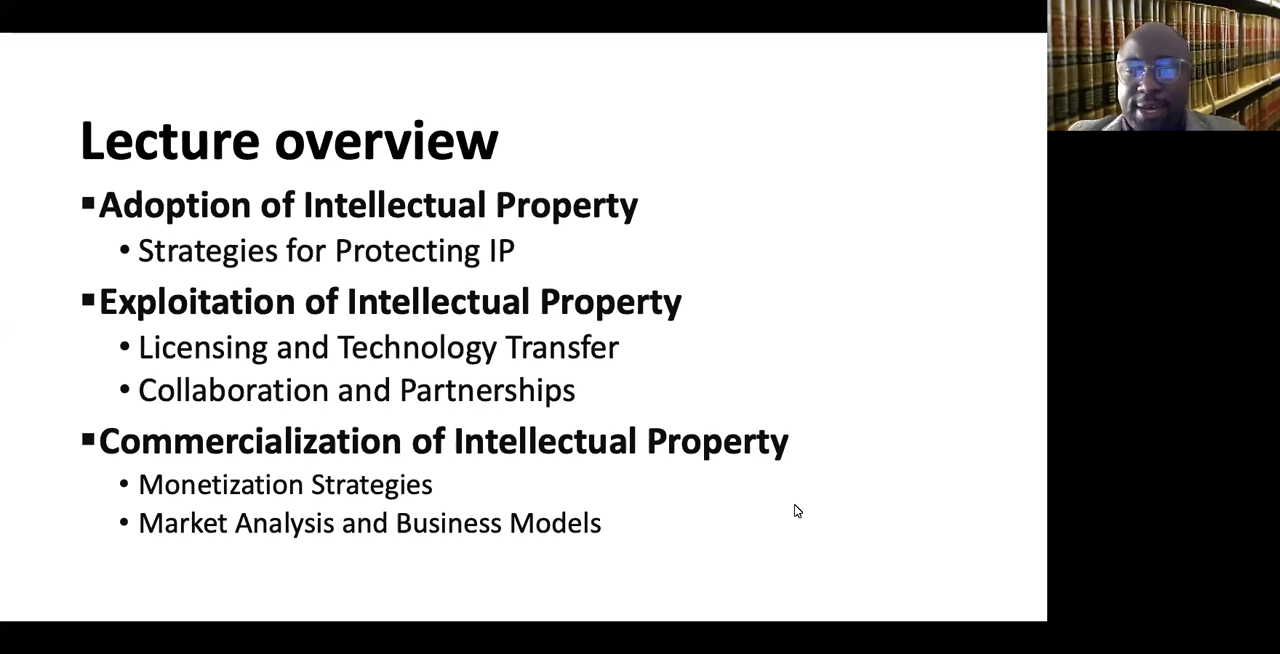 Lecture overview
▪Adoption of Intellectual Property
• Strategies for Protecting IP
▪Exploitation of Intellectual Property
• Licensing and Technology Transfer
• Collaboration and Partnerships
▪Commercialization of Intellectual Property
• Monetization Strategies
• Market Analysis and Business Models